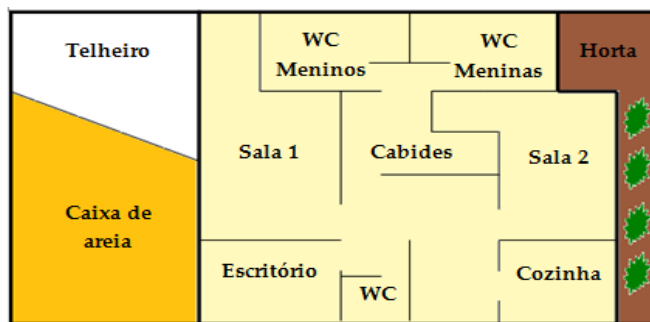 Telheiro
WC
Meninos
WC
Meninas
Horta
Sala 1
Cabides
Sala 2
Caixa de
areia
Escritório
WC
Cozinha